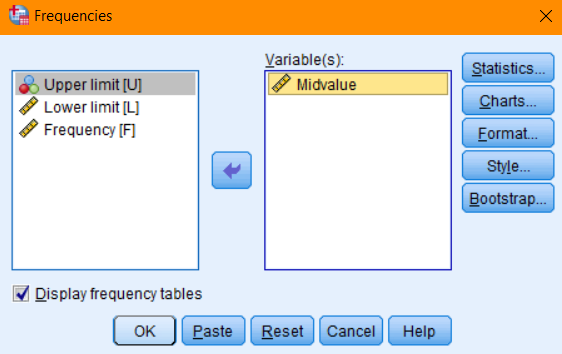 Frequencies
Variable(s):
Upper limit [U]
Lower limit [L]
Frequency [F]
Midvalue
Statistics...
Charts...
Format...
Style...
Bootstrap...
Display frequency tables
OK Paste Reset Cancel Help